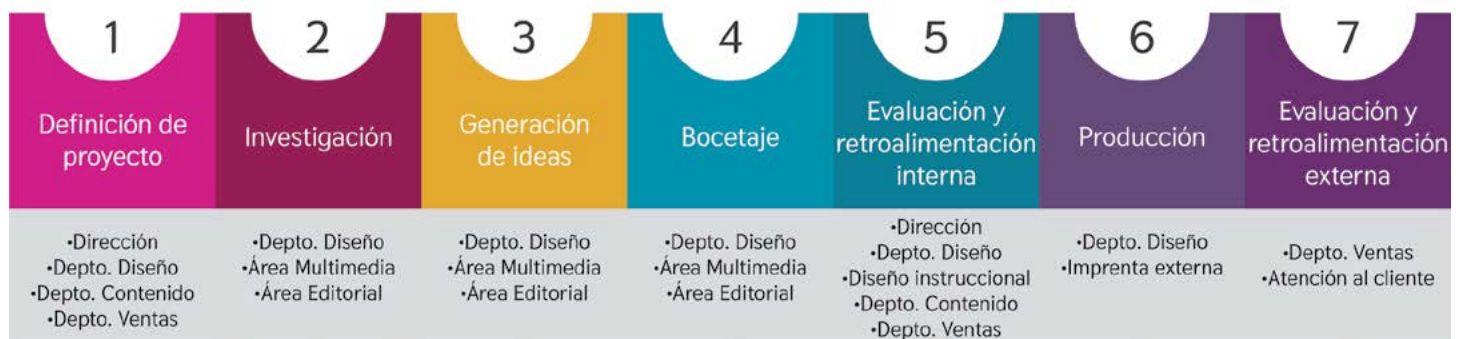 1
Definición de
proyecto
•Dirección
•Depto. Diseño
•Depto. Contenido
•Depto. Ventas
2
Investigación
•Depto. Diseño
•Área Multimedia
•Área Editorial
3
Generación
de ideas
•Depto. Diseño
•Área Multimedia
•Área Editorial
4
Bocetaje
•Depto. Diseño
•Área Multimedia
•Área Editorial
5
Evaluación y
retroalimentación
interna
•Dirección
•Depto. Diseño
•Diseño instruccional
•Depto. Contenido
•Depto. Ventas
6
Producción
•Depto. Diseño
•Imprenta externa
7
Evaluación y
retroalimentación
externa
•Depto. Ventas
•Atención al cliente